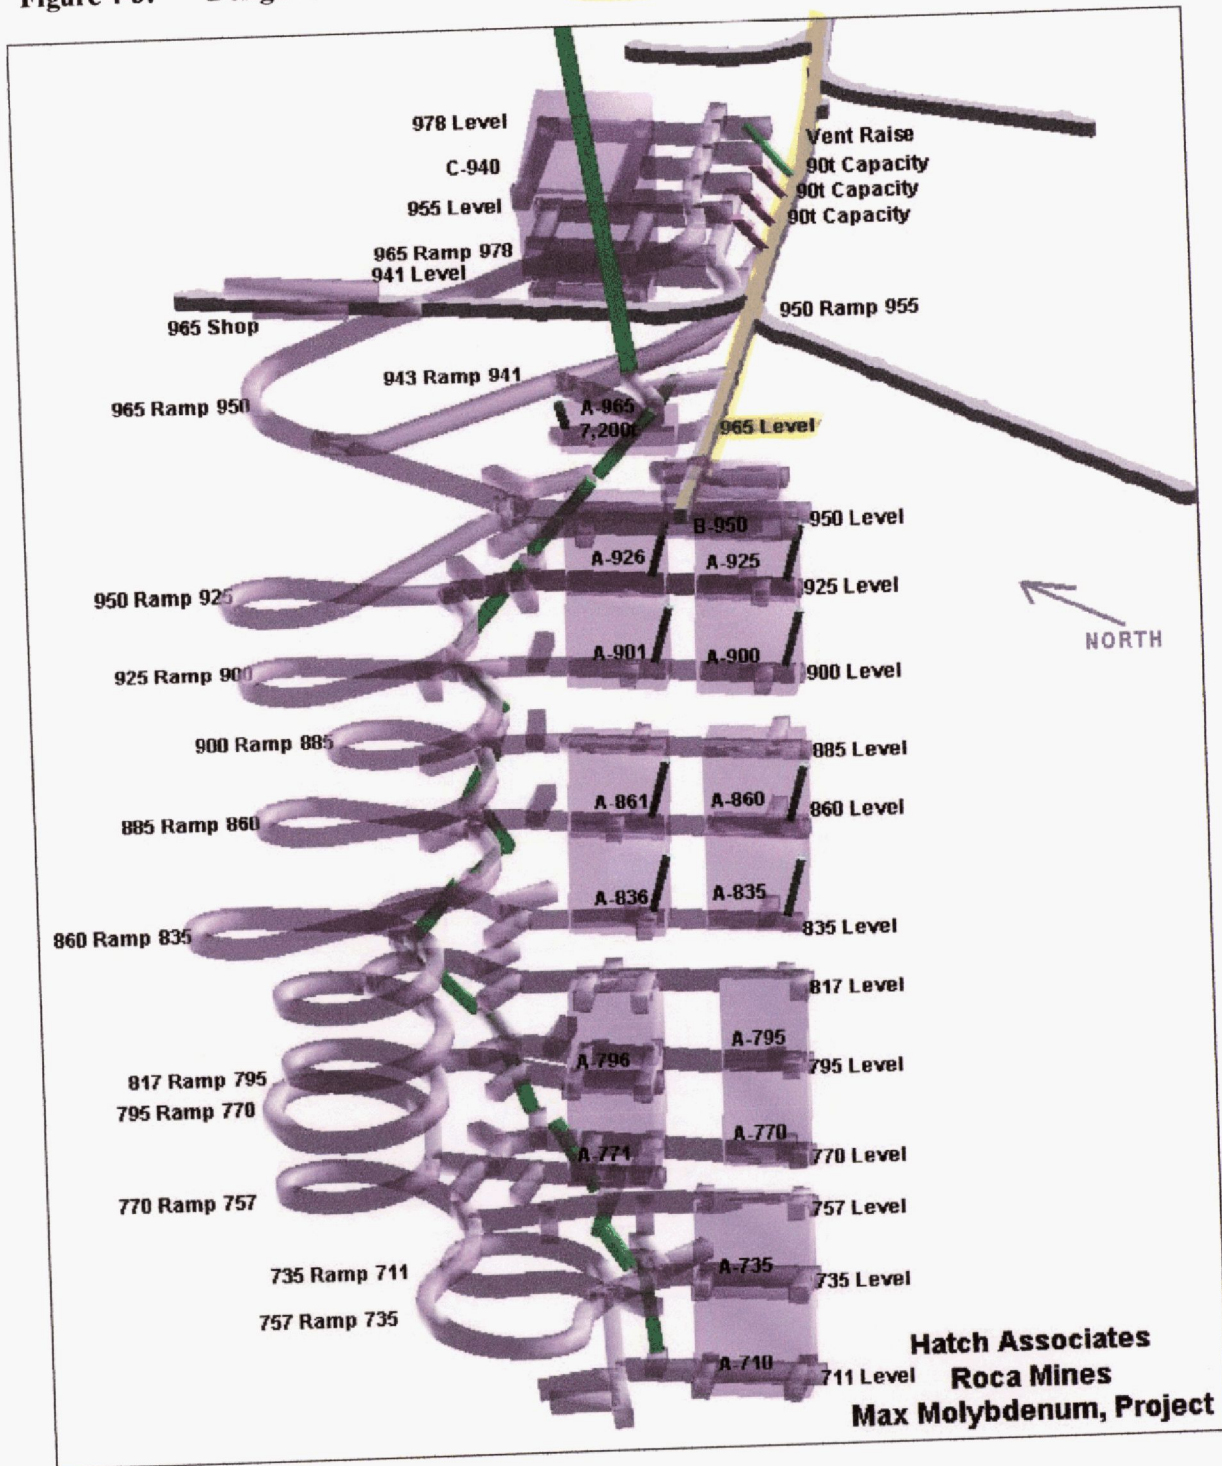 978 Level
Vent Raise
C-940
90t Capacity
90t Capacity
955 Level
90t Capacity
965 Ramp 978
941 Level
950 Ramp 955
965 Shop
943 Ramp 941
965 Ramp 950
A-965
7,200t
965 Level
B-950
950 Level
A-926
A-925
950 Ramp 925
925 Level
NORTH
A-901
A-900
925 Ramp 900
900 Level
900 Ramp 885
885 Level
A-861
A-860
860 Level
885 Ramp 860
A-836
A-835
860 Ramp 835
835 Level
817 Level
A-795
A-796
795 Level
817 Ramp 795
795 Ramp 770
A-770
A-771
770 Level
770 Ramp 757
757 Level
735 Ramp 711
A-735
735 Level
757 Ramp 735
A-710
711 Level
Hatch Associates
Roca Mines
Max Molybdenum, Project